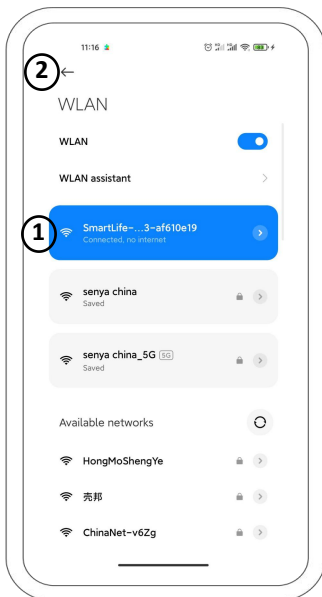 11:16
2
WLAN
WLAN
WLAN assistant
1
SmartLife-...3-af610e19
Connected, no internet
senya china
Saved
senya china_5G 5G
Saved
Available networks
HongMoShengYe
壳邦
ChinaNet-v6Zg